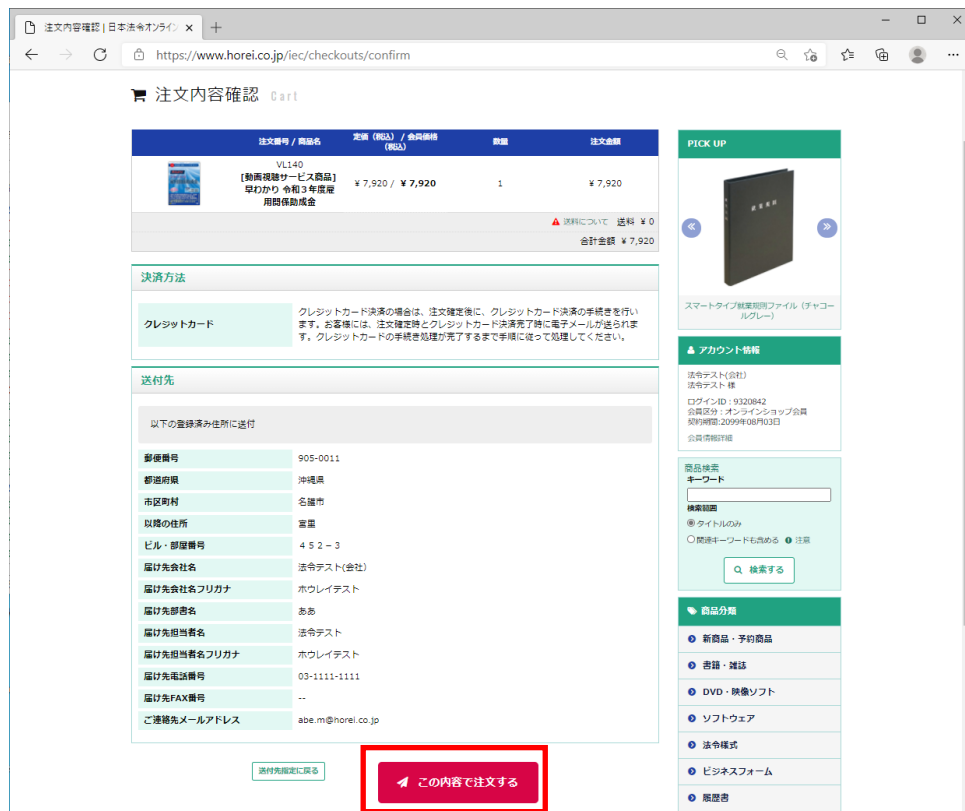 注文内容確認 | 日本法令オンライン
https://www.horei.co.jp/iec/checkouts/confirm
注文内容確認 Cart
注文番号 / 商品名
定価（税込） / 会員価格
（税込）
数量
注文金額
VL140
[動画視聴サービス商品]
早わかり 令和３年度雇
用関係助成金
¥ 7,920 / ¥ 7,920
1
¥ 7,920
送料について 送料 ¥ 0
合計金額 ¥ 7,920
決済方法
クレジットカード
クレジットカード決済の場合は、注文確定後に、クレジットカード決済の手続きを行い
ます。お客様には、注文確定時とクレジットカード決済完了時に電子メールが送られま
す。クレジットカードの手続き処理が完了するまで手順に従って処理してください。
送付先
以下の登録済み住所に送付
郵便番号 905-0011
都道府県 沖縄県
市区町村 名護市
以降の住所 宮里
ビル・部屋番号 ４５２－３
届け先会社名 法令テスト(会社)
届け先会社名フリガナ ホウレイテスト
届け先部書名 ああ
届け先担当者名 法令テスト
届け先担当者名フリガナ ホウレイテスト
届け先電話番号 03-1111-1111
届け先FAX番号 --
ご連絡先メールアドレス abe.m@horei.co.jp
送付先指定に戻る
この内容で注文する
PICK UP
スマートタイプ就業規則ファイル（チャコー
ルグレー）
アカウント情報
法令テスト(会社)
法令テスト 様
ログインID : 9320842
会員区分 : オンラインショップ会員
契約期間:2099年08月03日
会員情報詳細
商品検索
キーワード
検索範囲
タイトルのみ
関連キーワードも含める 注意
検索する
商品分類
新商品・予約商品
書籍・雑誌
DVD・映像ソフト
ソフトウェア
法令様式
ビジネスフォーム
履歴書